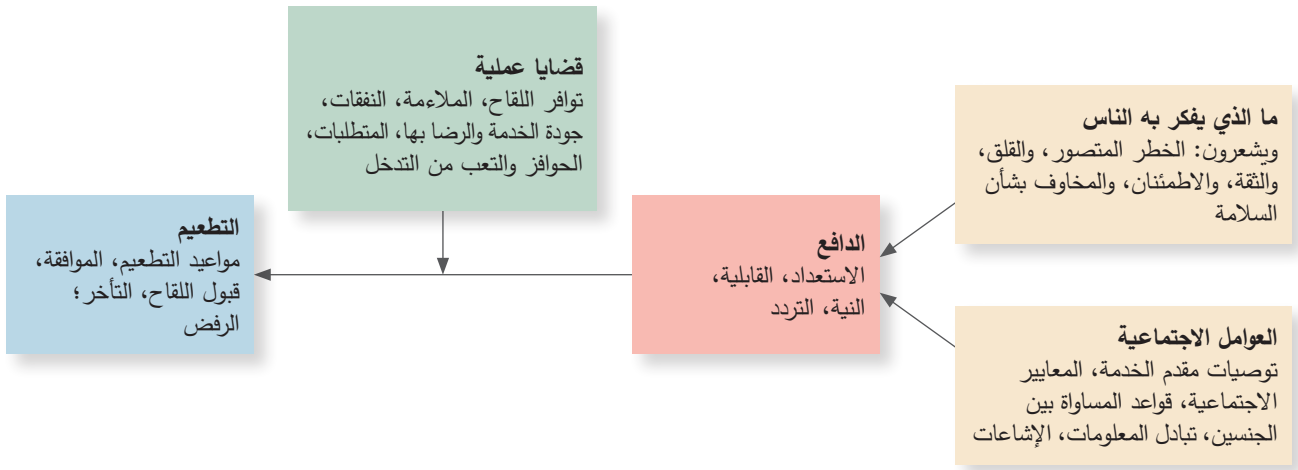 قضايا عملية
توافر اللقاح، الملاءمة، النفقات،
جودة الخدمة والرضا بها، المتطلبات،
الحوافز والتعب من التدخل
ما الذي يفكر به الناس
ويشعرون: الخطر المتصور، والقلق،
والثقة، والاطمئنان، والمخاوف بشأن
السلامة
الدافع
الاستعداد، القابلية،
النية، التردد
التطعيم
مواعيد التطعيم، الموافقة،
قبول اللقاح، التأخر؛
الرفض
العوامل الاجتماعية
توصيات مقدم الخدمة، المعايير
الاجتماعية، قواعد المساواة بين
الجنسين، تبادل المعلومات، الإشاعات